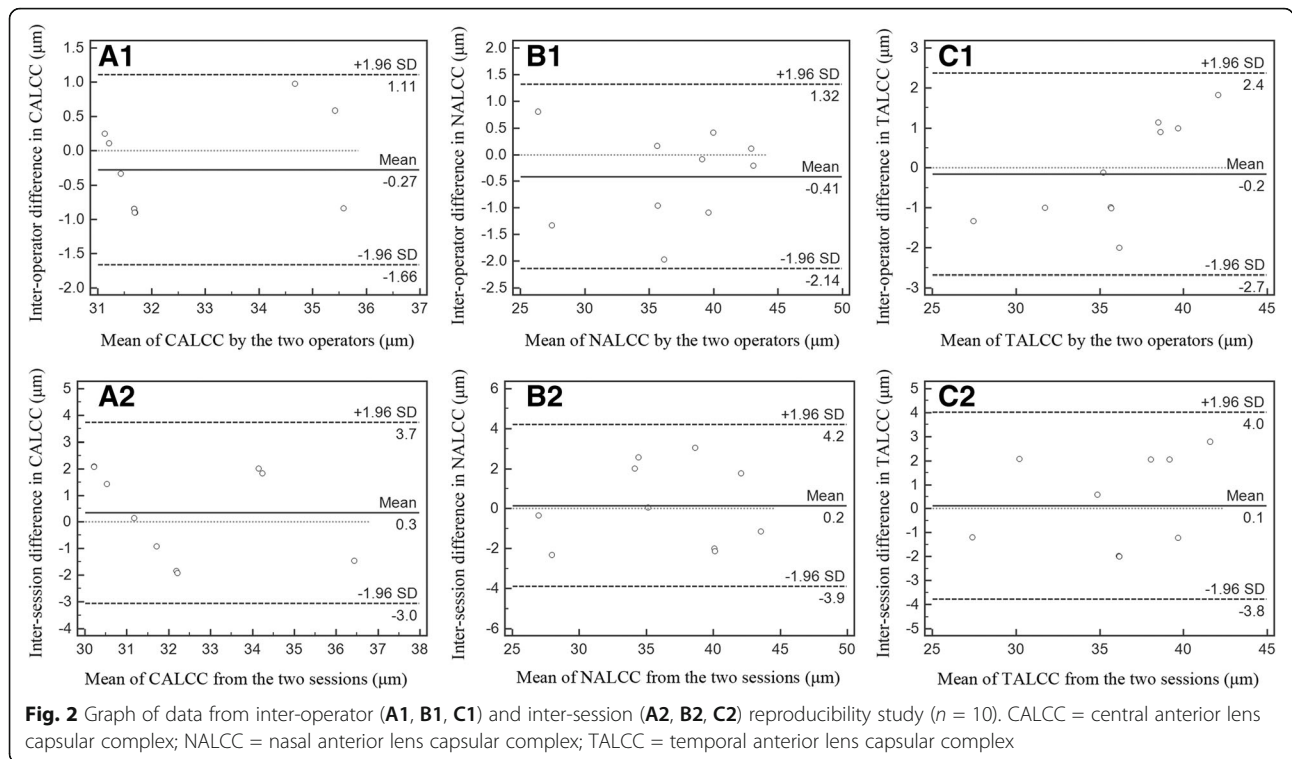 A1
Inter-operator difference in CALCC (μm)
1.5
1.0
0.5
0.0
-0.5
-1.0
-1.5
-2.0
+1.96 SD
1.11
Mean
-0.27
-1.96 SD
-1.66
31 32 33 34 35 36 37
Mean of CALCC by the two operators (μm)
B1
Inter-operator difference in NALCC (μm)
2.0
1.5
1.0
0.5
0.0
-0.5
-1.0
-1.5
-2.0
-2.5
+1.96 SD
1.32
Mean
-0.41
-1.96 SD
-2.14
25 30 35 40 45 50
Mean of NALCC by the two operators (μm)
C1
Inter-operator difference in TALCC (μm)
3
2
1
0
-1
-2
-3
+1.96 SD
2.4
Mean
-0.2
-1.96 SD
-2.7
25 30 35 40 45
Mean of TALCC by the two operators (μm)
A2
Inter-session difference in CALCC (μm)
5
4
3
2
1
0
-1
-2
-3
-4
+1.96 SD
3.7
Mean
0.3
-1.96 SD
-3.0
30 31 32 33 34 35 36 37 38
Mean of CALCC from the two sessions (μm)
B2
Inter-session difference in NALCC (μm)
6
4
2
0
-2
-4
-6
+1.96 SD
4.2
Mean
0.2
-1.96 SD
-3.9
25 30 35 40 45 50
Mean of NALCC from the two sessions (μm)
C2
Inter-session difference in TALCC (μm)
5
4
3
2
1
0
-1
-2
-3
-4
-5
+1.96 SD
4.0
Mean
0.1
-1.96 SD
-3.8
25 30 35 40 45
Mean of TALCC from the two sessions (μm)
Fig. 2 Graph of data from inter-operator (A1, B1, C1) and inter-session (A2, B2, C2) reproducibility study (n = 10). CALCC = central anterior lens
capsular complex; NALCC = nasal anterior lens capsular complex; TALCC = temporal anterior lens capsular complex